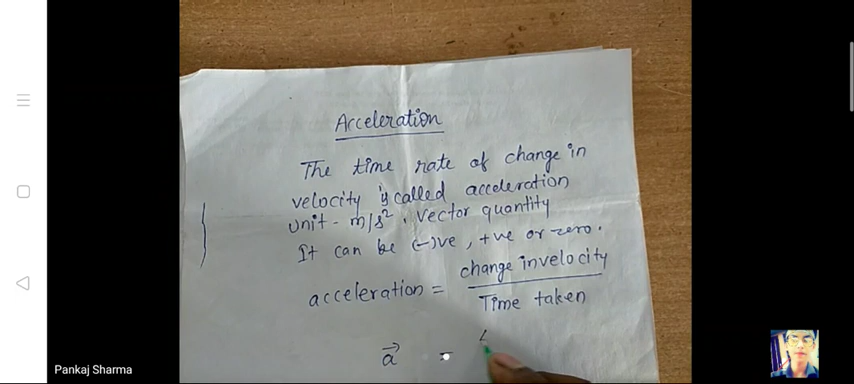 Acceleration
The time rate of change in
velocity is called acceleration
unit - m/s², vector quantity
It can be (-)ve, +ve or zero.
acceleration = change in velocity
Time taken
a⃗ =
Pankaj Sharma